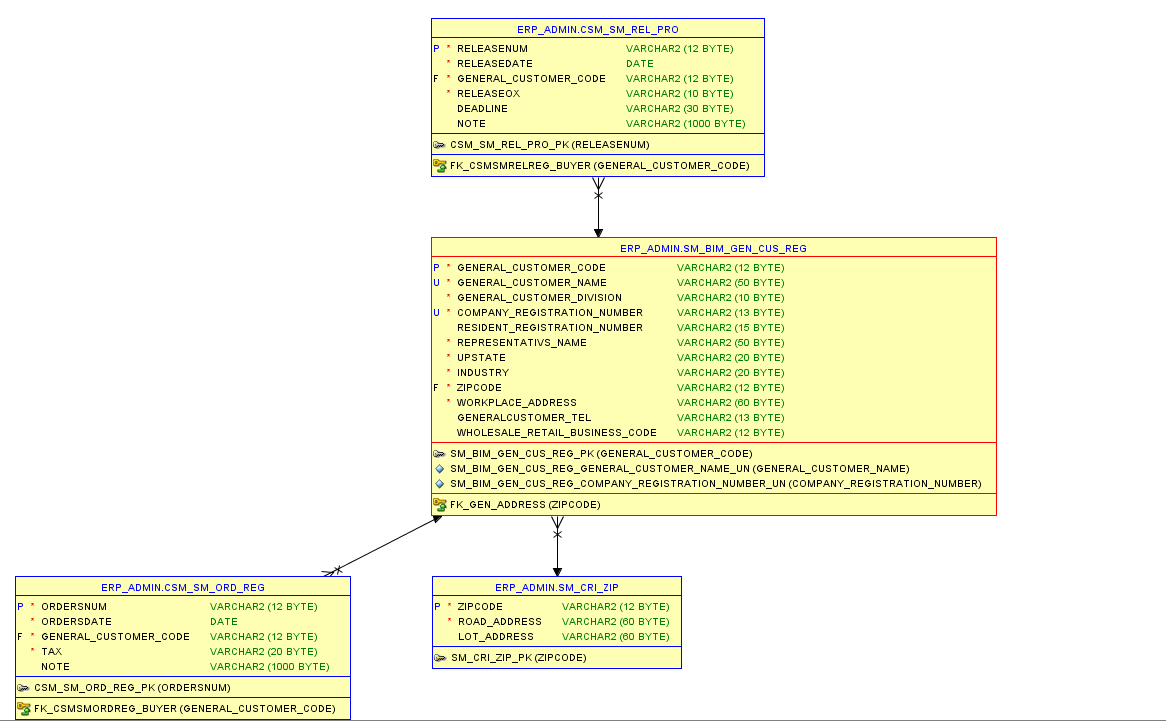 ERP_ADMIN.CSM_SM_REL_PRO
P * RELEASENUM VARCHAR2 (12 BYTE)
* RELEASEDATE DATE
F * GENERAL_CUSTOMER_CODE VARCHAR2 (12 BYTE)
* RELEASEOX VARCHAR2 (10 BYTE)
DEADLINE VARCHAR2 (30 BYTE)
NOTE VARCHAR2 (1000 BYTE)
CSM_SM_REL_PRO_PK (RELEASENUM)
FK_CSMSMRELREG_BUYER (GENERAL_CUSTOMER_CODE)
ERP_ADMIN.SM_BIM_GEN_CUS_REG
P * GENERAL_CUSTOMER_CODE VARCHAR2 (12 BYTE)
U * GENERAL_CUSTOMER_NAME VARCHAR2 (50 BYTE)
* GENERAL_CUSTOMER_DIVISION VARCHAR2 (10 BYTE)
U * COMPANY_REGISTRATION_NUMBER VARCHAR2 (13 BYTE)
RESIDENT_REGISTRATION_NUMBER VARCHAR2 (15 BYTE)
* REPRESENTATIVS_NAME VARCHAR2 (50 BYTE)
* UPSTATE VARCHAR2 (20 BYTE)
* INDUSTRY VARCHAR2 (20 BYTE)
F * ZIPCODE VARCHAR2 (12 BYTE)
* WORKPLACE_ADDRESS VARCHAR2 (60 BYTE)
GENERALCUSTOMER_TEL VARCHAR2 (13 BYTE)
WHOLESALE_RETAIL_BUSINESS_CODE VARCHAR2 (12 BYTE)
SM_BIM_GEN_CUS_REG_PK (GENERAL_CUSTOMER_CODE)
SM_BIM_GEN_CUS_REG_GENERAL_CUSTOMER_NAME_UN (GENERAL_CUSTOMER_NAME)
SM_BIM_GEN_CUS_REG_COMPANY_REGISTRATION_NUMBER_UN (COMPANY_REGISTRATION_NUMBER)
FK_GEN_ADDRESS (ZIPCODE)
ERP_ADMIN.CSM_SM_ORD_REG
P * ORDERSNUM VARCHAR2 (12 BYTE)
* ORDERSDATE DATE
F * GENERAL_CUSTOMER_CODE VARCHAR2 (12 BYTE)
* TAX VARCHAR2 (20 BYTE)
NOTE VARCHAR2 (1000 BYTE)
CSM_SM_ORD_REG_PK (ORDERSNUM)
FK_CSMSMORDREG_BUYER (GENERAL_CUSTOMER_CODE)
ERP_ADMIN.SM_CRI_ZIP
P * ZIPCODE VARCHAR2 (12 BYTE)
* ROAD_ADDRESS VARCHAR2 (60 BYTE)
LOT_ADDRESS VARCHAR2 (60 BYTE)
SM_CRI_ZIP_PK (ZIPCODE)